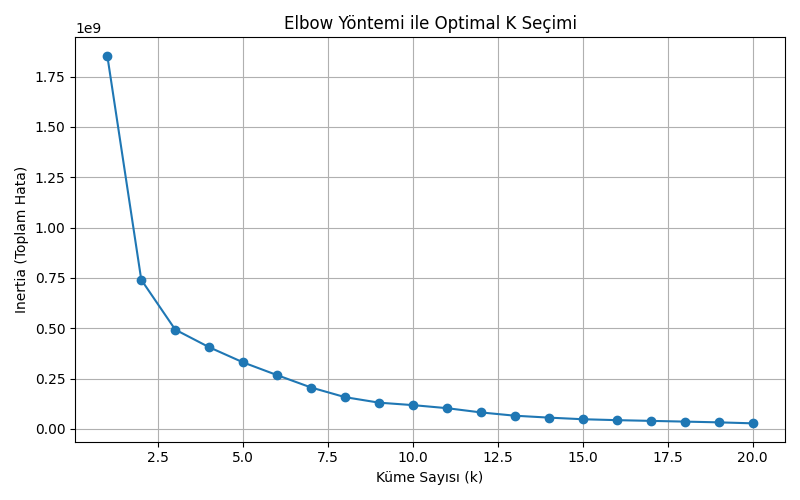 Elbow Yöntemi ile Optimal K Seçimi
1e9
1.75
1.50
1.25
1.00
0.75
0.50
0.25
0.00
Inertia (Toplam Hata)
2.5 5.0 7.5 10.0 12.5 15.0 17.5 20.0
Küme Sayısı (k)